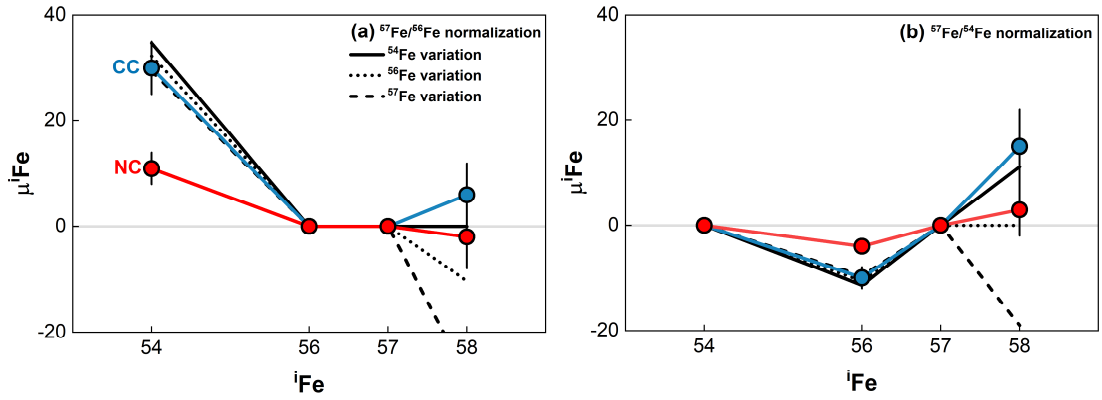 (a) ⁵⁷Fe/⁵⁶Fe normalization
⁵⁴Fe variation
⁵⁶Fe variation
⁵⁷Fe variation
CC
NC
40
20
0
-20
μⁱFe
54
56
57
58
ⁱFe
(b) ⁵⁷Fe/⁵⁴Fe normalization
40
20
0
-20
μⁱFe
54
56
57
58
ⁱFe